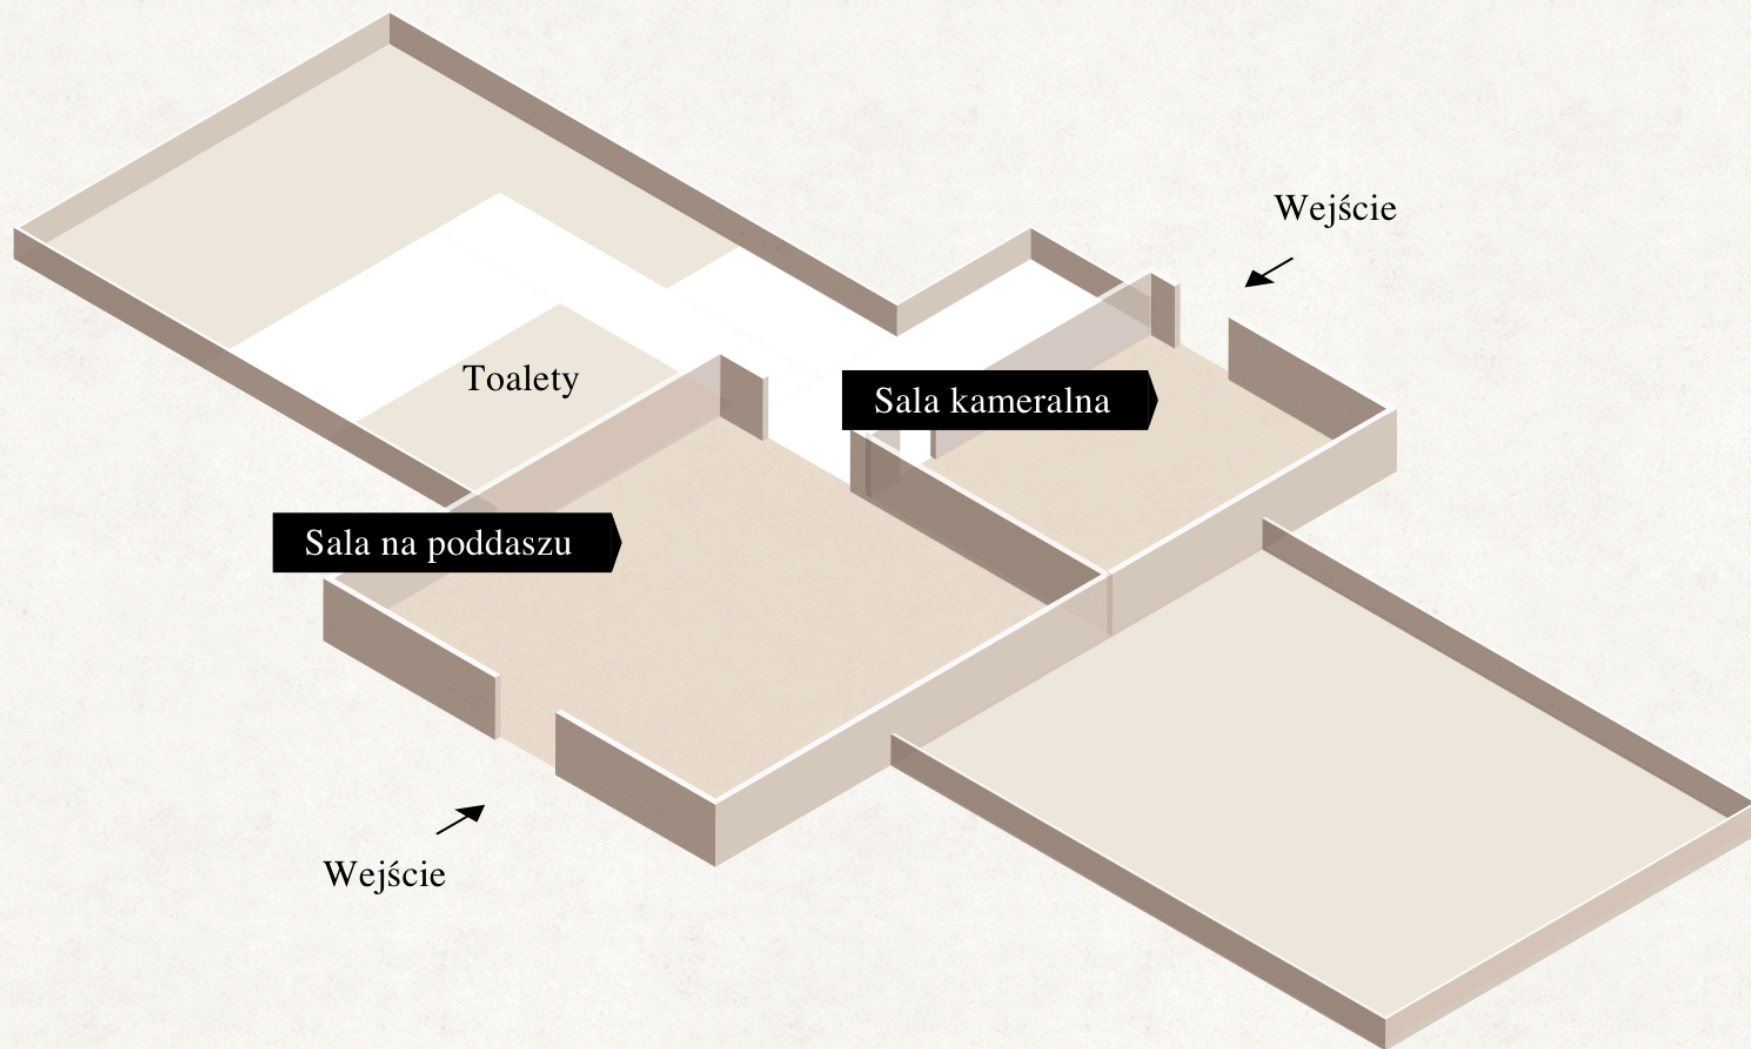 Wejście
Toalety
Sala kameralna
Sala na poddaszu
Wejście